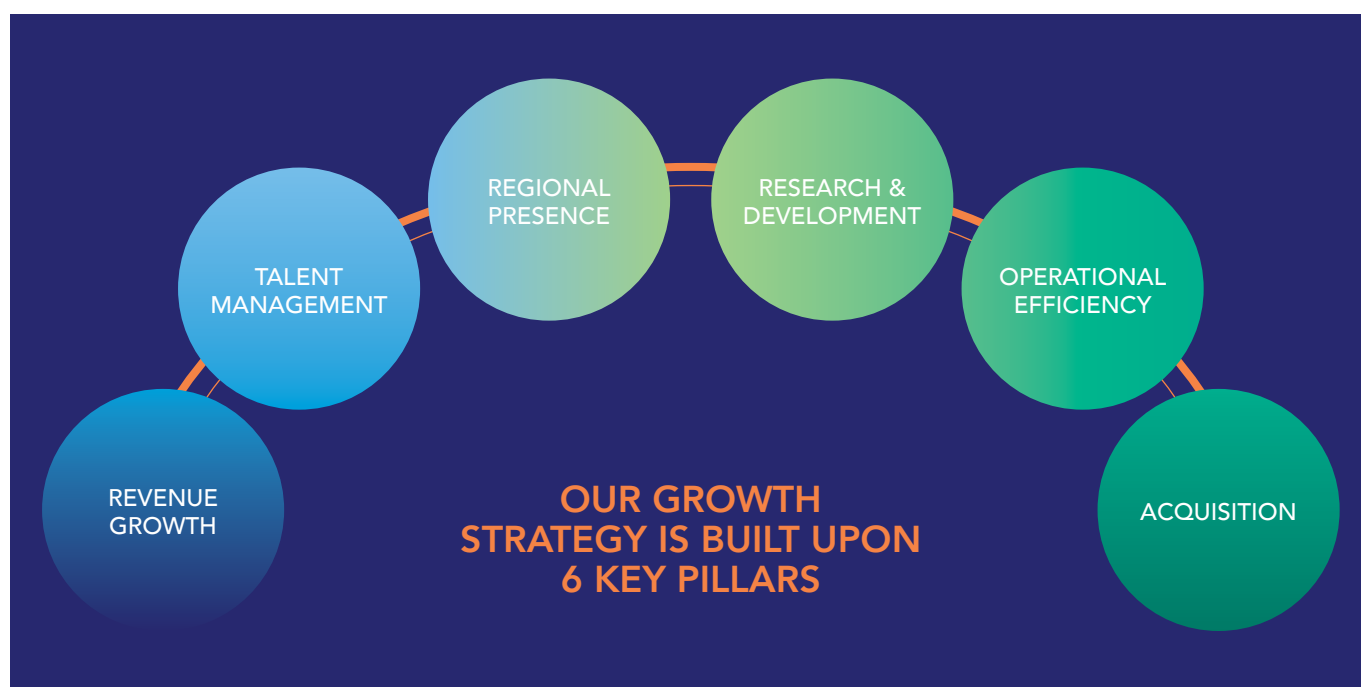 REVENUE
GROWTH
TALENT
MANAGEMENT
REGIONAL
PRESENCE
RESEARCH &
DEVELOPMENT
OPERATIONAL
EFFICIENCY
ACQUISITION
OUR GROWTH
STRATEGY IS BUILT UPON
6 KEY PILLARS